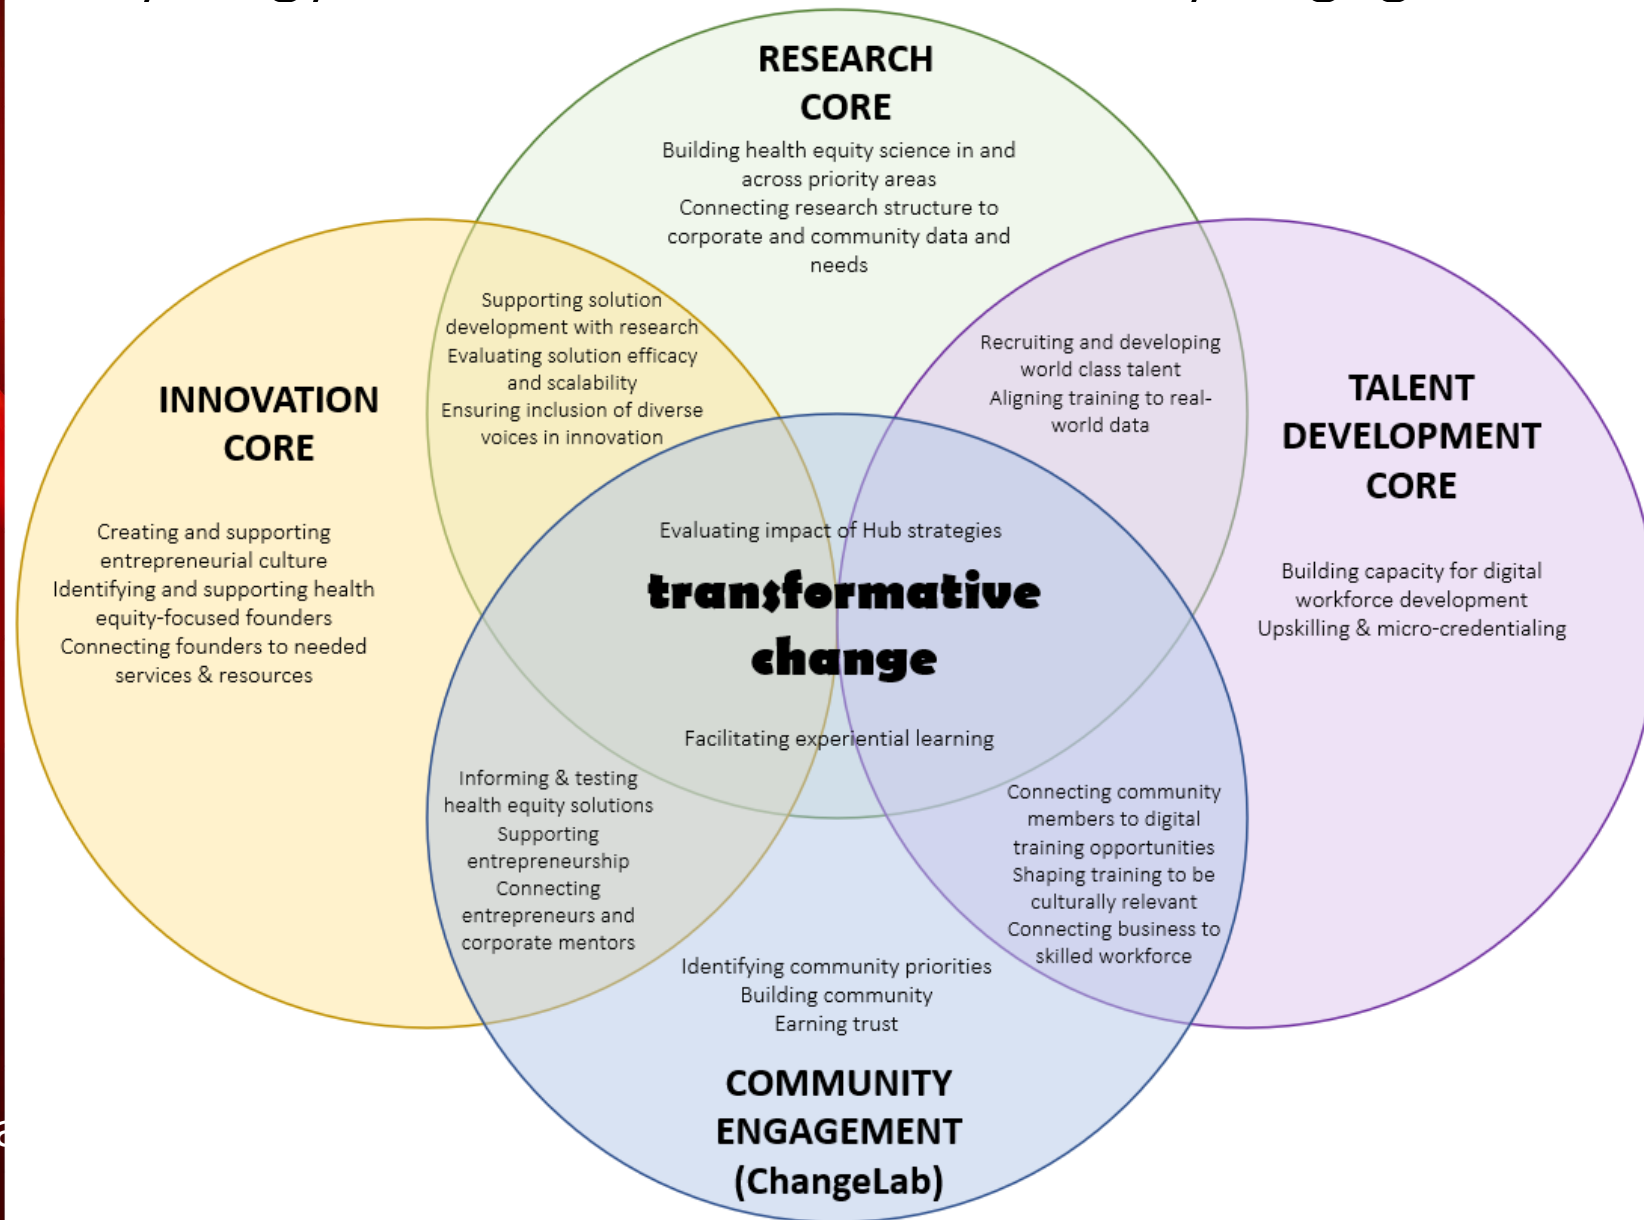 RESEARCH
CORE
Building health equity science in and
across priority areas
Connecting research structure to
corporate and community data and
needs
Supporting solution
development with research
Evaluating solution efficacy
and scalability
Ensuring inclusion of diverse
voices in innovation
Recruiting and developing
world class talent
Aligning training to real-
world data
INNOVATION
CORE
Creating and supporting
entrepreneurial culture
Identifying and supporting health
equity-focused founders
Connecting founders to needed
services & resources
TALENT
DEVELOPMENT
CORE
Building capacity for digital
workforce development
Upskilling & micro-credentialing
Evaluating impact of Hub strategies
transformative
change
Facilitating experiential learning
Informing & testing
health equity solutions
Supporting
entrepreneurship
Connecting
entrepreneurs and
corporate mentors
Connecting community
members to digital
training opportunities
Shaping training to be
culturally relevant
Connecting business to
skilled workforce
Identifying community priorities
Building community
Earning trust
COMMUNITY
ENGAGEMENT
(ChangeLab)